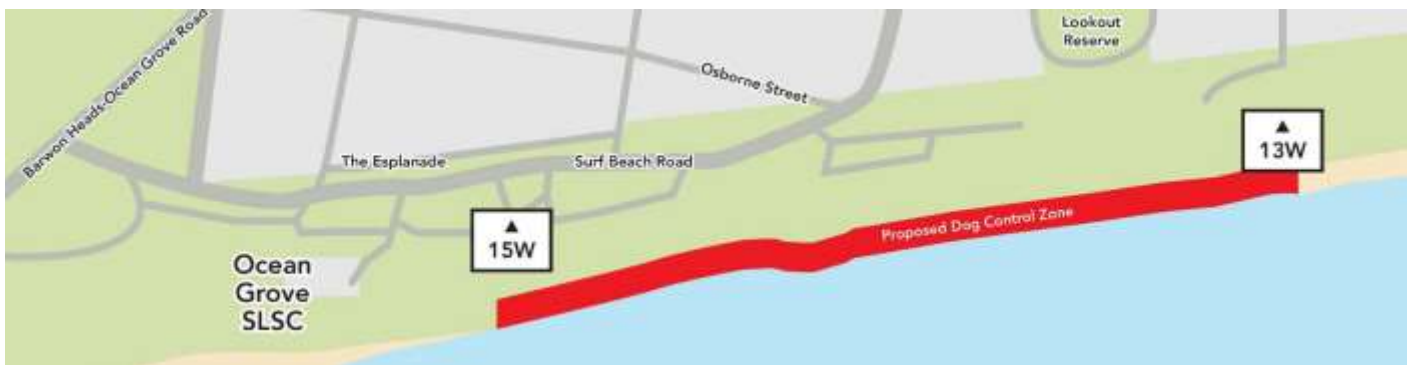 Barwon Heads-Ocean Grove Road
Lookout
Reserve
Osborne Street
▲
13W
The Esplanade
Surf Beach Road
▲
15W
Proposed Dog Control Zone
Ocean
Grove
SLSC